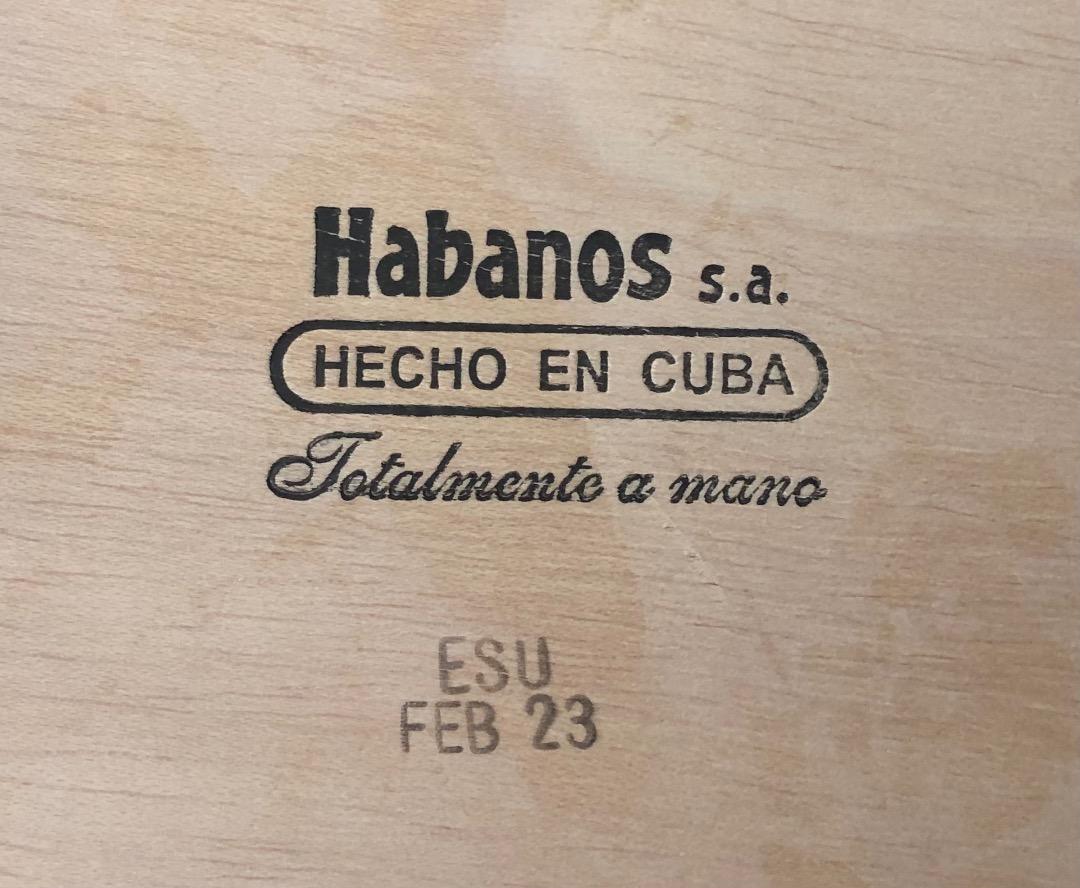 Habanos s.a.
HECHO EN CUBA
Totalmente a mano
ESU
FEB 23